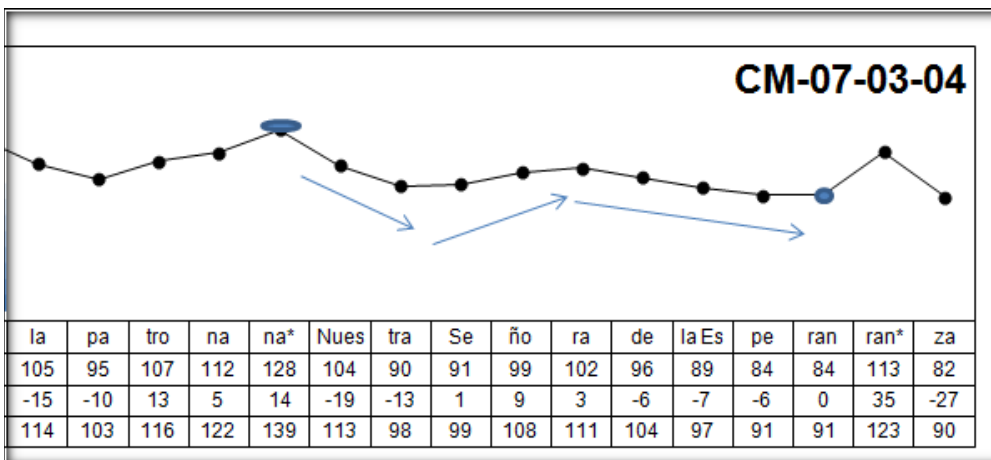 CM-07-03-04
la pa tro na na* Nues tra Se ño ra de la Es pe ran ran* za
105 95 107 112 128 104 90 91 99 102 96 89 84 84 113 82
-15 -10 13 5 14 -19 -13 1 9 3 -6 -7 -6 0 35 -27
114 103 116 122 139 113 98 99 108 111 104 97 91 91 123 90